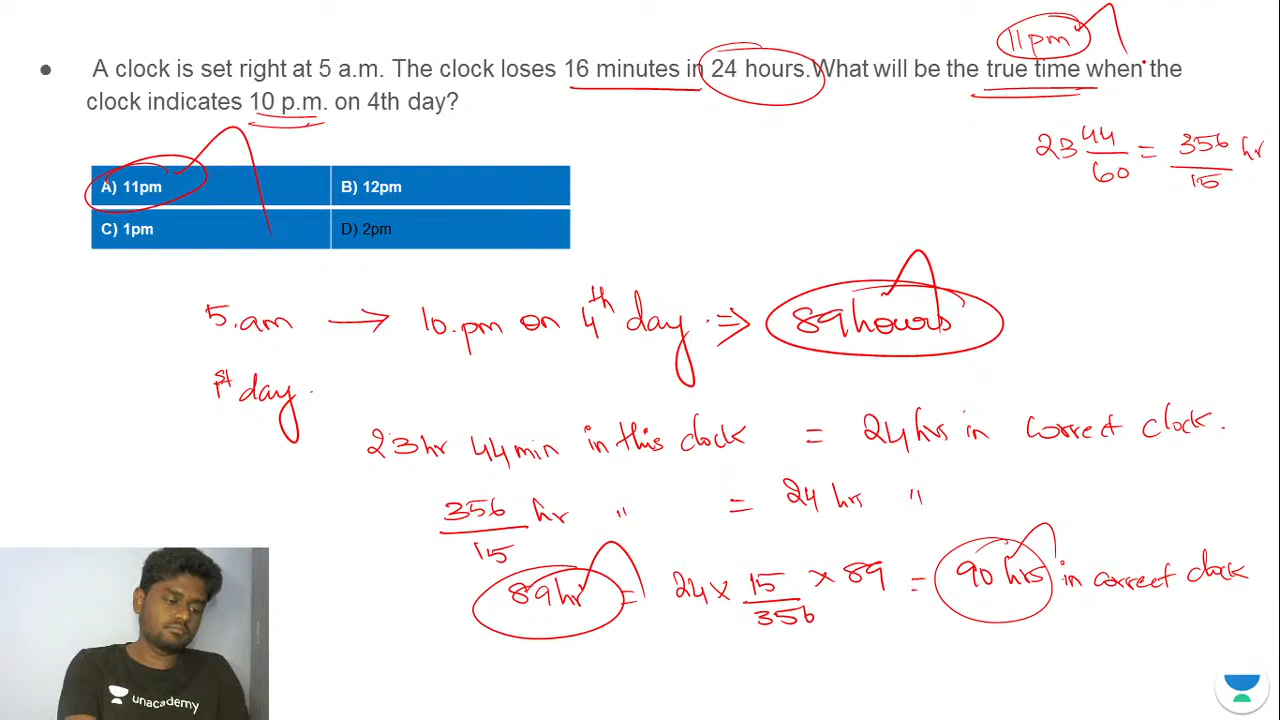 11pm
● A clock is set right at 5 a.m. The clock loses 16 minutes in 24 hours.What will be the true time when the
clock indicates 10 p.m. on 4th day?
23 44/60 = 356/15 hr
A) 11pm B) 12pm
C) 1pm D) 2pm
5.am → 10.pm on 4th day ⇒ 89 hours
1st day.
23hr 44min in this clock = 24hrs in correct clock.
356/15 hr " = 24 hrs "
89hr = 24 × 15/356 × 89 = 90 hrs in correct clock
unacademy